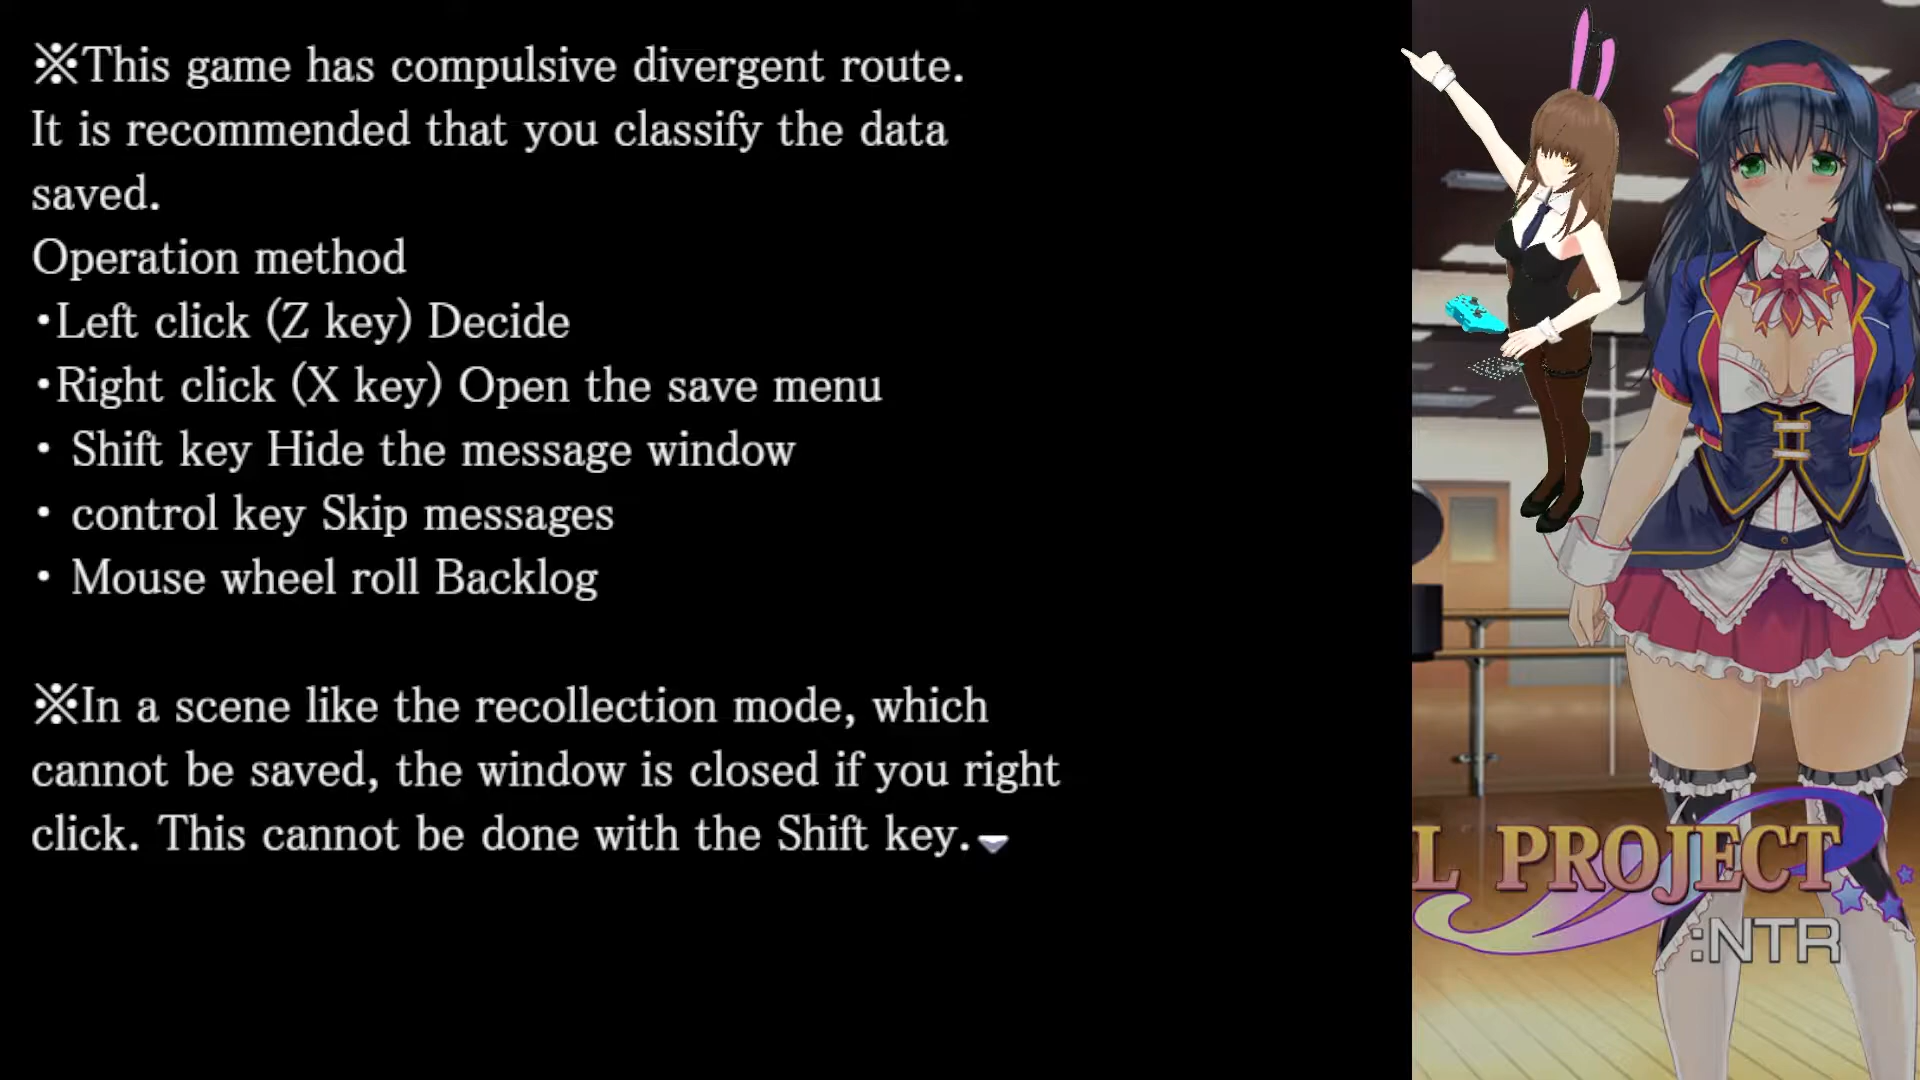 ※This game has compulsive divergent route.
It is recommended that you classify the data
saved.
Operation method
・Left click (Z key) Decide
・Right click (X key) Open the save menu
・ Shift key Hide the message window
・ control key Skip messages
・ Mouse wheel roll Backlog
※In a scene like the recollection mode, which
cannot be saved, the window is closed if you right
click. This cannot be done with the Shift key.
L PROJECT
:NTR